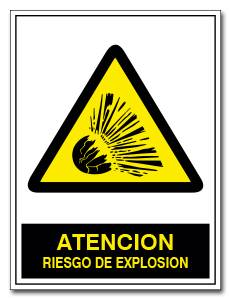 ATENCION
RIESGO DE EXPLOSION